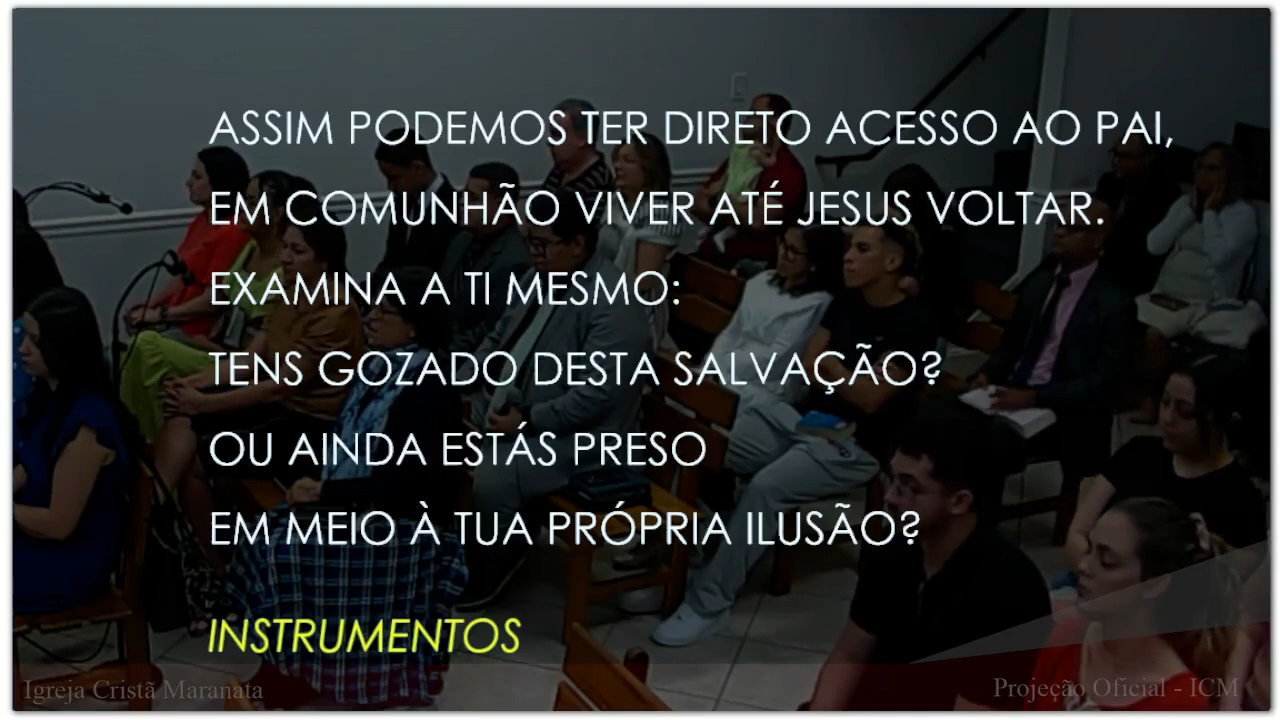 ASSIM PODEMOS TER DIRETO ACESSO AO PAI,
EM COMUNHÃO VIVER ATÉ JESUS VOLTAR.
EXAMINA A TI MESMO:
TENS GOZADO DESTA SALVAÇÃO?
OU AINDA ESTÁS PRESO
EM MEIO À TUA PRÓPRIA ILUSÃO?
INSTRUMENTOS
Igreja Cristã Maranata
Projeção Oficial - ICM